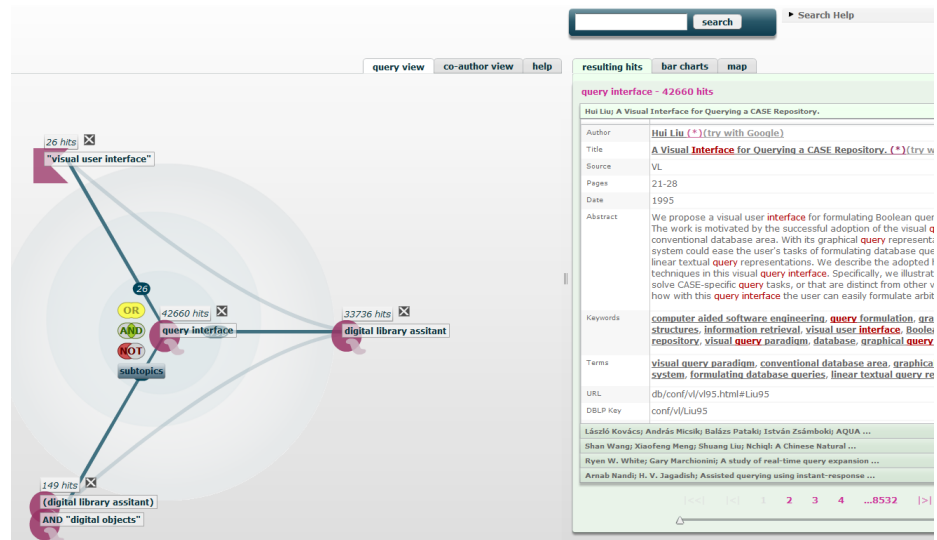 search
Search Help
query view
co-author view
help
resulting hits
bar charts
map
query interface - 42660 hits
Hui Liu; A Visual Interface for Querying a CASE Repository.
Author
Hui Liu (*)(try with Google)
Title
A Visual Interface for Querying a CASE Repository. (*)(try w
Source
VL
Pages
21-28
Date
1995
Abstract
We propose a visual user interface for formulating Boolean quer
The work is motivated by the successful adoption of the visual q
conventional database area. With its graphical query representa
system could ease the user's tasks of formulating database que
linear textual query representations. We describe the adopted h
techniques in this visual query interface. Specifically, we illustrat
solve CASE-specific query tasks, or that are distinct from other v
how with this query interface the user can easily formulate arbit
Keywords
computer aided software engineering, query formulation, gra
structures, information retrieval, visual user interface, Boolea
repository, visual query paradigm, database, graphical query
Terms
visual query paradigm, conventional database area, graphica
system, formulating database queries, linear textual query re
URL
db/conf/vl/vl95.html#Liu95
DBLP Key
conf/vl/Liu95
László Kovács; András Micsik; Balázs Pataki; István Zsámboki; AQUA ...
Shan Wang; Xiaofeng Meng; Shuang Liu; Nchiql: A Chinese Natural ...
Ryen W. White; Gary Marchionini; A study of real-time query expansion ...
Arnab Nandi; H. V. Jagadish; Assisted querying using instant-response ...
|<<| |<| 1 2 3 4 ...8532 |>|
26 hits
"visual user interface"
26
OR
AND
NOT
subtopics
42660 hits
query interface
33736 hits
digital library assitant
149 hits
(digital library assitant)
AND "digital objects"